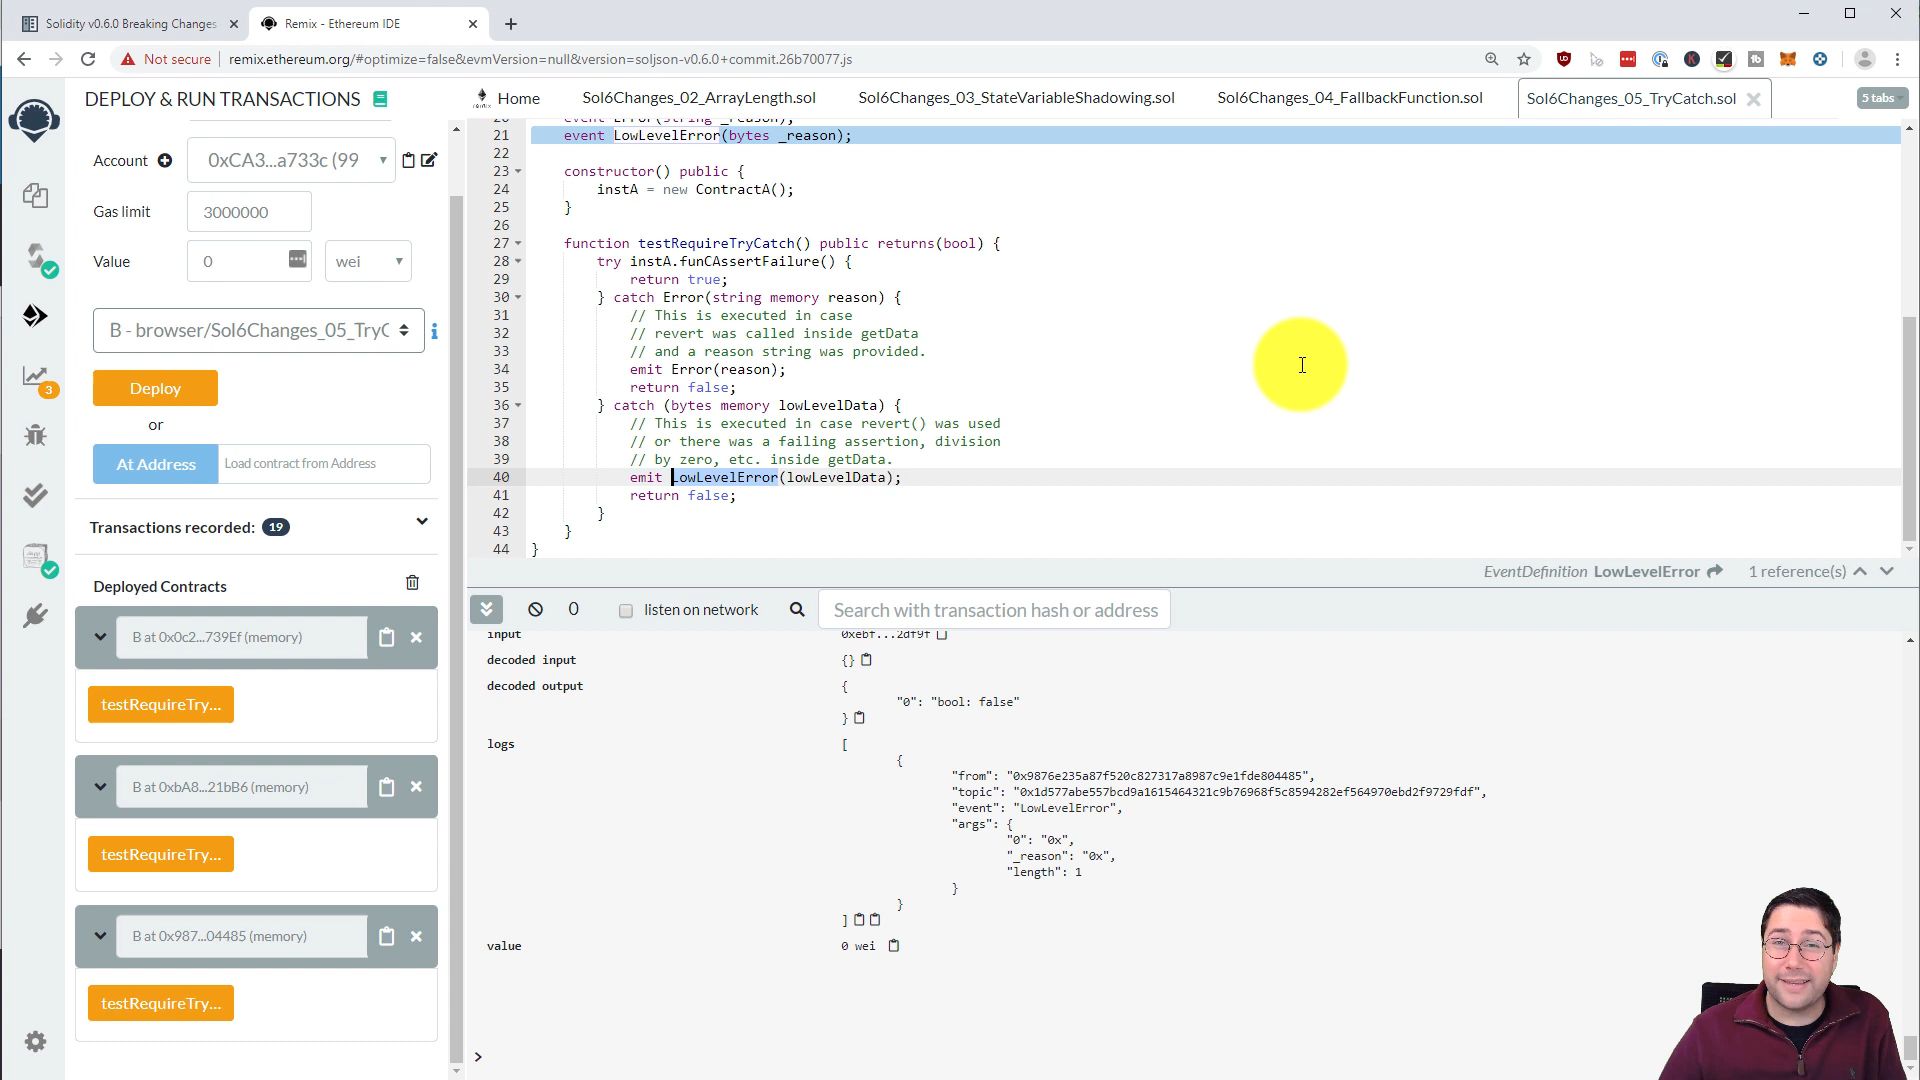 Solidity v0.6.0 Breaking Changes
Remix - Ethereum IDE
Not secure
remix.ethereum.org/#optimize=false&evmVersion=null&version=soljson-v0.6.0+commit.26b70077.js
DEPLOY & RUN TRANSACTIONS
Home
Sol6Changes_02_ArrayLength.sol
Sol6Changes_03_StateVariableShadowing.sol
Sol6Changes_04_FallbackFunction.sol
Sol6Changes_05_TryCatch.sol
5 tabs
Account
0xCA3...a733c (99
Gas limit
3000000
Value
0
wei
B - browser/Sol6Changes_05_TryC
Deploy
or
At Address
Load contract from Address
Transactions recorded: 19
Deployed Contracts
B at 0x0c2...739Ef (memory)
testRequireTry...
B at 0xbA8...21bB6 (memory)
testRequireTry...
B at 0x987...04485 (memory)
testRequireTry...
3
20 event Error(string _reason);
21 event LowLevelError(bytes _reason);
22
23 constructor() public {
24 instA = new ContractA();
25 }
26
27 function testRequireTryCatch() public returns(bool) {
28 try instA.funCAssertFailure() {
29 return true;
30 } catch Error(string memory reason) {
31 // This is executed in case
32 // revert was called inside getData
33 // and a reason string was provided.
34 emit Error(reason);
35 return false;
36 } catch (bytes memory lowLevelData) {
37 // This is executed in case revert() was used
38 // or there was a failing assertion, division
39 // by zero, etc. inside getData.
40 emit LowLevelError(lowLevelData);
41 return false;
42 }
43 }
44 }
EventDefinition LowLevelError 1 reference(s)
0
listen on network
Search with transaction hash or address
input 0xebf...2df9f
decoded input {}
decoded output {
"0": "bool: false"
}
logs [
{
"from": "0x9876e235a87f520c827317a8987c9e1fde804485",
"topic": "0x1d577abe557bcd9a1615464321c9b76968f5c8594282ef564970ebd2f9729fdf",
"event": "LowLevelError",
"args": {
"0": "0x",
"_reason": "0x",
"length": 1
}
}
]
value 0 wei
>